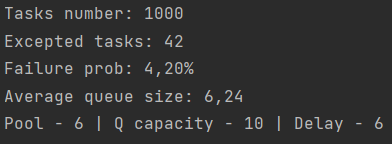 Tasks number: 1000
Excepted tasks: 42
Failure prob: 4,20%
Average queue size: 6,24
Pool - 6 | Q capacity - 10 | Delay - 6